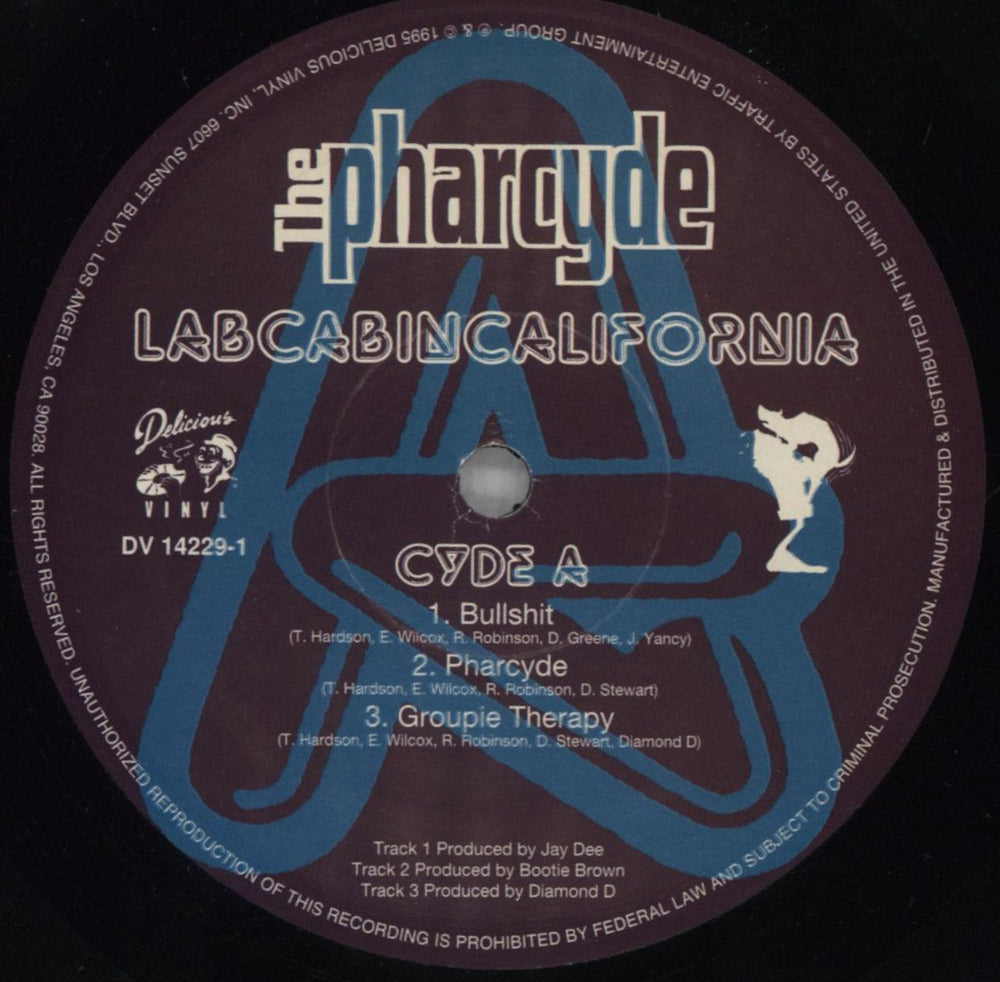 The pharcyde
LABCABINCALIFORNIA
Delicious
VINYL
DV 14229-1
CYDE A
1. Bullshit
(T. Hardson, E. Wilcox, R. Robinson, D. Greene, J. Yancy)
2. Pharcyde
(T. Hardson, E. Wilcox, R. Robinson, D. Stewart)
3. Groupie Therapy
(T. Hardson, E. Wilcox, R. Robinson, D. Stewart, Diamond D)
Track 1 Produced by Jay Dee
Track 2 Produced by Bootie Brown
Track 3 Produced by Diamond D
℗ & © 1995 DELICIOUS VINYL, INC. 6607 SUNSET BLVD., LOS ANGELES, CA 90028. ALL RIGHTS RESERVED. UNAUTHORIZED REPRODUCTION OF THIS RECORDING IS PROHIBITED BY FEDERAL LAW AND SUBJECT TO CRIMINAL PROSECUTION. MANUFACTURED & DISTRIBUTED IN THE UNITED STATES BY TRAFFIC ENTERTAINMENT GROUP.